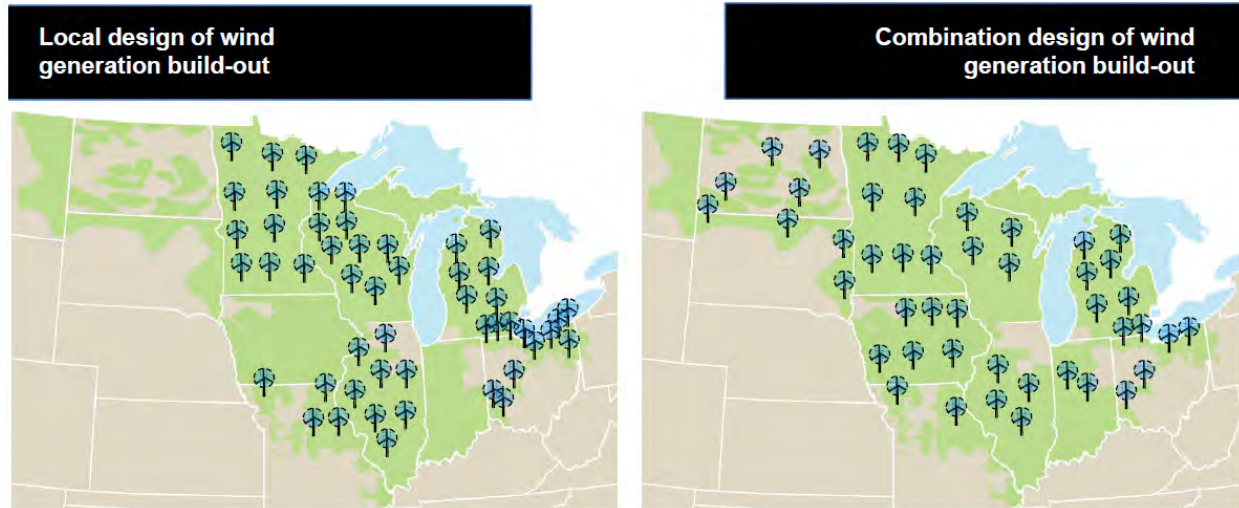 Local design of wind
generation build-out
Combination design of wind
generation build-out